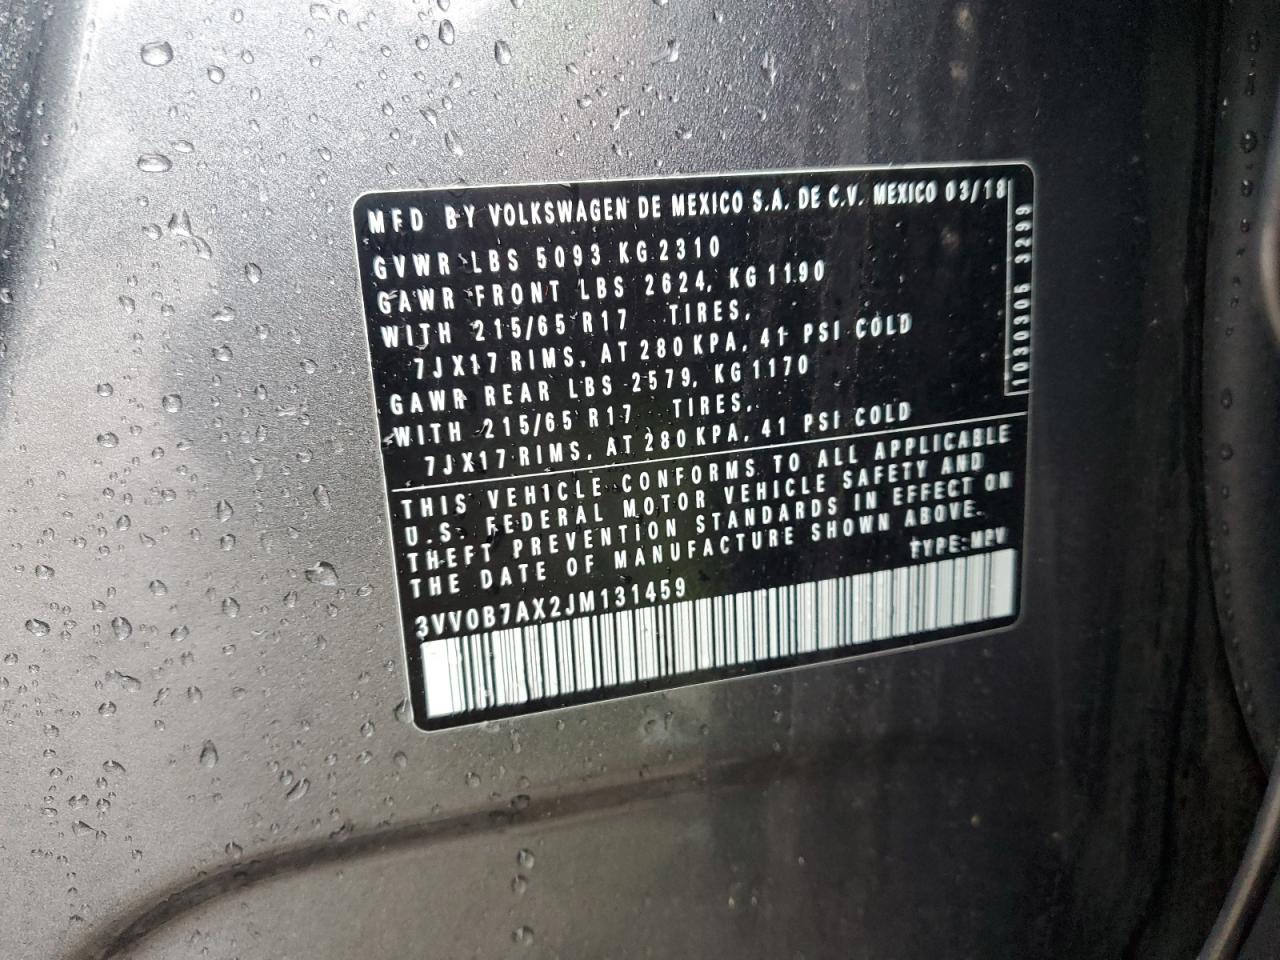 MFD BY VOLKSWAGEN DE MEXICO S.A. DE C.V. MEXICO 03/18
GVWR LBS 5093 KG 2310
GAWR FRONT LBS 2624, KG 1190
WITH 215/65 R17 TIRES,
7JX17 RIMS, AT 280 KPA, 41 PSI COLD
GAWR REAR LBS 2579, KG 1170
WITH 215/65 R17 TIRES,
7JX17 RIMS, AT 280 KPA, 41 PSI COLD
1030305 3299
THIS VEHICLE CONFORMS TO ALL APPLICABLE
U.S. FEDERAL MOTOR VEHICLE SAFETY AND
THEFT PREVENTION STANDARDS IN EFFECT ON
THE DATE OF MANUFACTURE SHOWN ABOVE.
TYPE:MPV
3VV0B7AX2JM131459